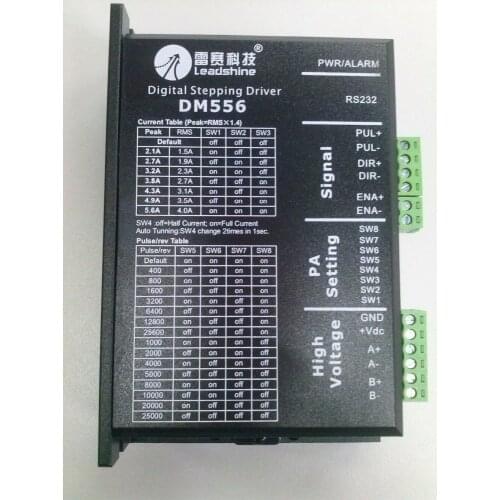 雷赛科技®
Leadshine
Digital Stepping Driver
DM556
Current Table (Peak=RMS×1.4)
Peak RMS SW1 SW2 SW3
Default off off off
2.1A 1.5A on off off
2.7A 1.9A off on off
3.2A 2.3A on on off
3.8A 2.7A off off on
4.3A 3.1A on off on
4.9A 3.5A off on on
5.6A 4.0A on on on
SW4 :off=Half Current; on=Full Current
Auto Tunning:SW4 change 2times in 1sec.
Pulse/rev Table
Pulse/rev SW5 SW6 SW7 SW8
Default on on on on
400 off on on on
800 on off on on
1600 off off on on
3200 on on off on
6400 off on off on
12800 on off off on
25600 off off off on
1000 on on on off
2000 off on on off
4000 on off on off
5000 off off on off
8000 on on off off
10000 off on off off
20000 on off off off
25000 off off off off
PWR/ALARM
RS232
Signal
PUL+
PUL-
DIR+
DIR-
ENA+
ENA-
PA
Setting
SW8
SW7
SW6
SW5
SW4
SW3
SW2
SW1
High
Voltage
GND
+Vdc
A+
A-
B+
B-